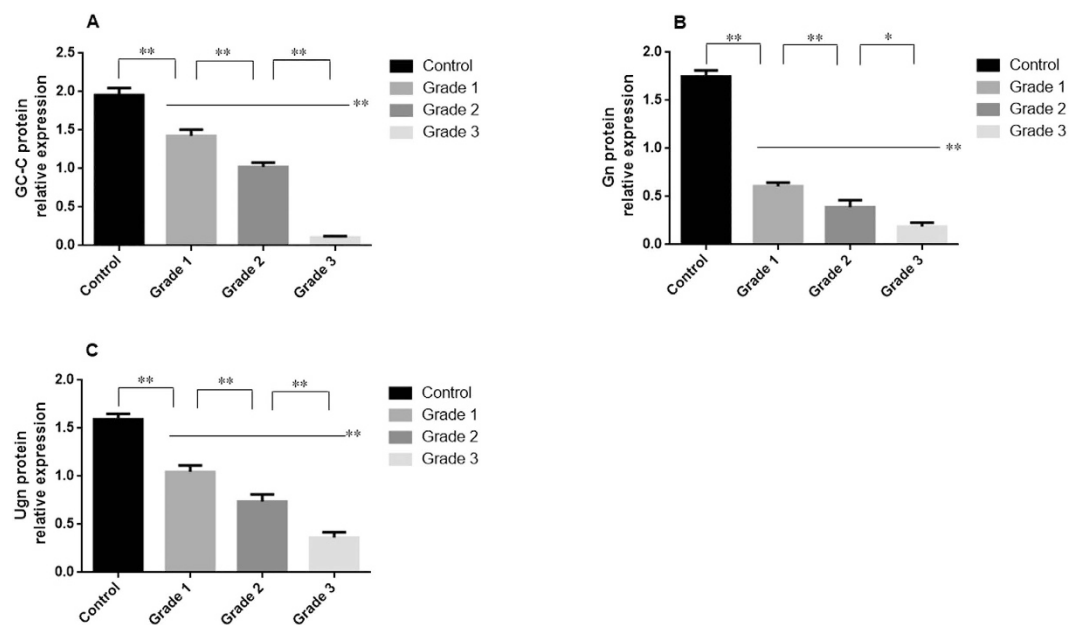 A
** ** **
GC-C protein
relative expression
2.5
2.0
1.5
1.0
0.5
0.0
**
Control
Grade 1
Grade 2
Grade 3
Control
Grade 1
Grade 2
Grade 3
B
** ** *
Gn protein
relative expression
2.0
1.5
1.0
0.5
0.0
**
Control
Grade 1
Grade 2
Grade 3
Control
Grade 1
Grade 2
Grade 3
C
** ** **
Ugn protein
relative expression
2.0
1.5
1.0
0.5
0.0
**
Control
Grade 1
Grade 2
Grade 3
Control
Grade 1
Grade 2
Grade 3